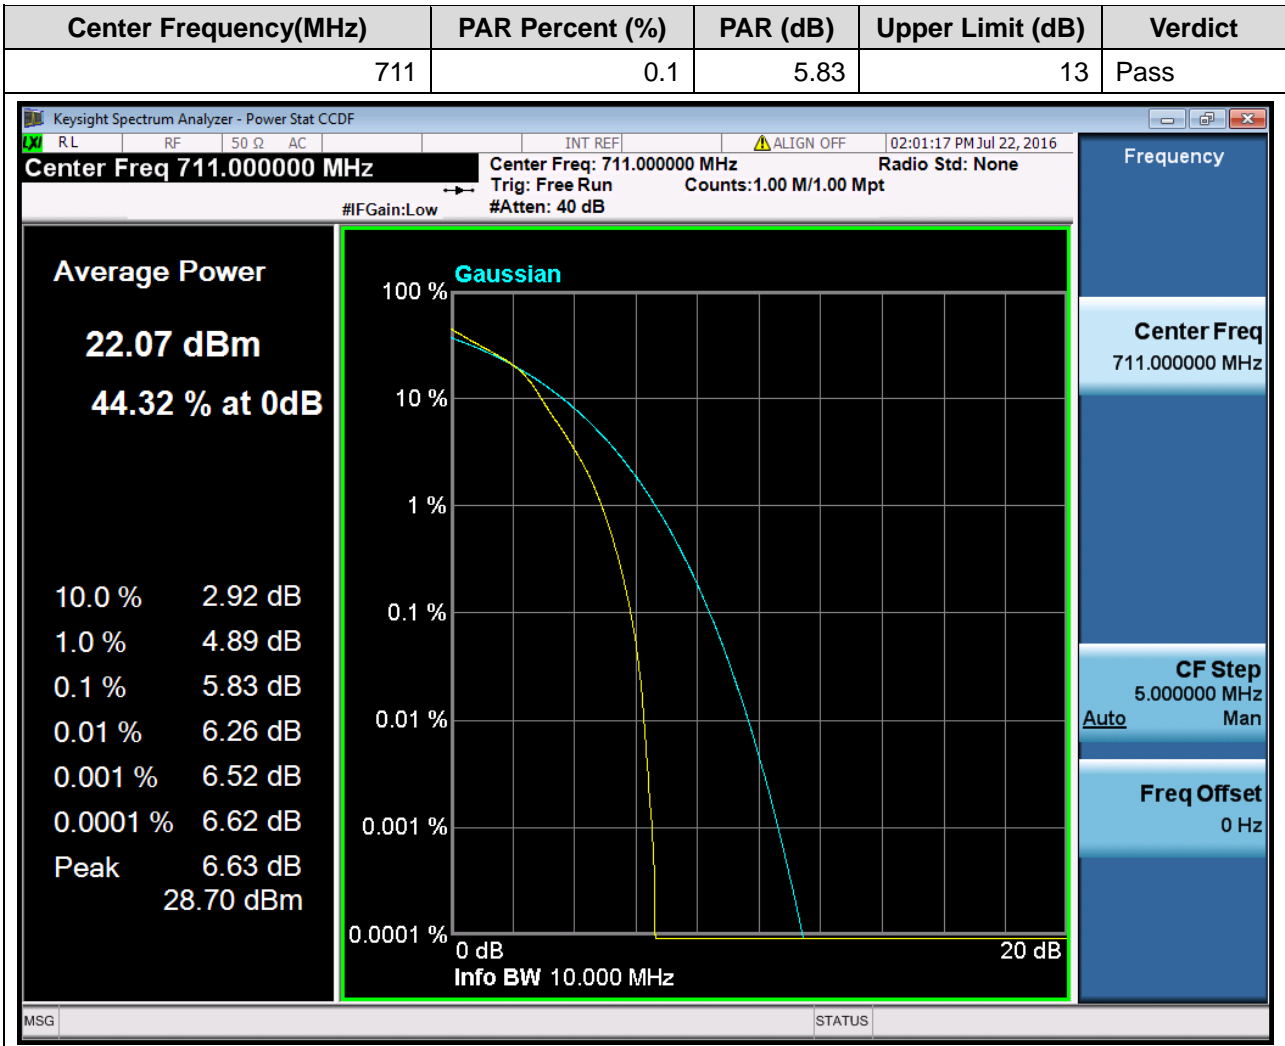 Center Frequency(MHz) PAR Percent (%) PAR (dB) Upper Limit (dB) Verdict
711 0.1 5.83 13 Pass
Keysight Spectrum Analyzer - Power Stat CCDF
LXI RL RF 50 Ω AC INT REF ALIGN OFF 02:01:17 PM Jul 22, 2016
Center Freq 711.000000 MHz
Center Freq: 711.000000 MHz Radio Std: None
Trig: Free Run Counts:1.00 M/1.00 Mpt
#IFGain:Low #Atten: 40 dB
Frequency
Average Power
22.07 dBm
44.32 % at 0dB
10.0 % 2.92 dB
1.0 % 4.89 dB
0.1 % 5.83 dB
0.01 % 6.26 dB
0.001 % 6.52 dB
0.0001 % 6.62 dB
Peak 6.63 dB
28.70 dBm
Gaussian
100 %
10 %
1 %
0.1 %
0.01 %
0.001 %
0.0001 %
0 dB 20 dB
Info BW 10.000 MHz
Center Freq
711.000000 MHz
CF Step
5.000000 MHz
Auto Man
Freq Offset
0 Hz
MSG STATUS